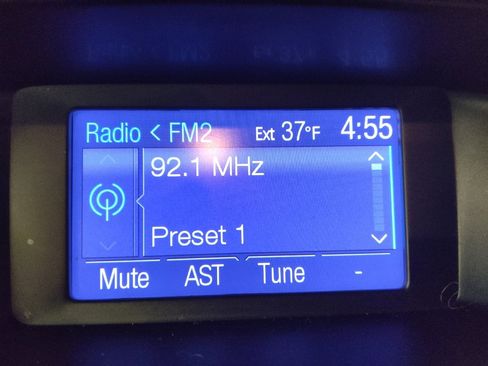 Radio < FM2 Ext 37°F 4:55
92.1 MHz
Preset 1
Mute AST Tune -